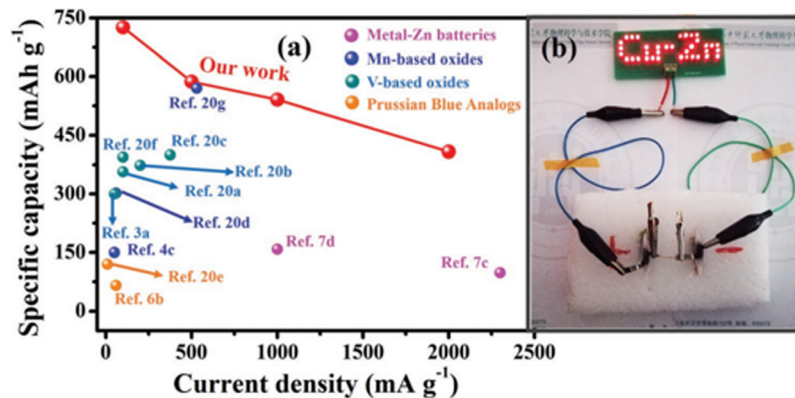 (a)
Metal-Zn batteries
Mn-based oxides
V-based oxides
Prussian Blue Analogs
Our work
Ref. 20g
Ref. 20f
Ref. 20c
Ref. 20b
Ref. 20a
Ref. 20d
Ref. 3a
Ref. 4c
Ref. 7d
Ref. 7c
Ref. 20e
Ref. 6b
Specific capacity (mAh g⁻¹)
750
600
450
300
150
0
0 500 1000 1500 2000 2500
Current density (mA g⁻¹)
(b)
Cu-Zn